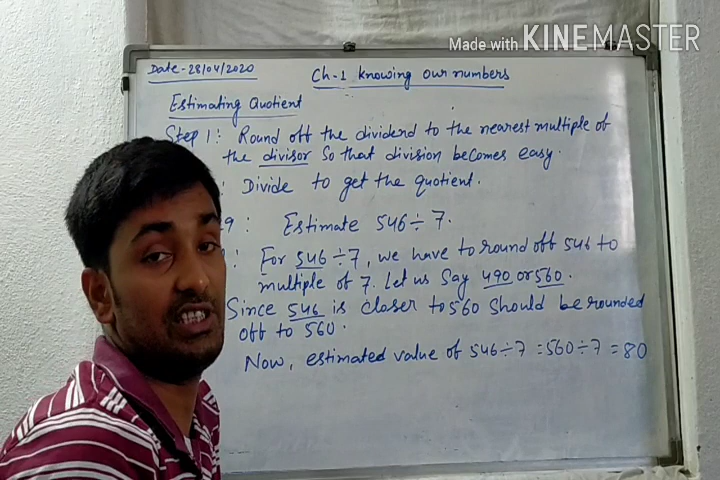 Made with KINEMASTER
Date-28/04/2020
Ch-1 knowing our numbers
Estimating Quotient
Step 1: Round off the dividend to the nearest multiple of
the divisor so that division becomes easy.
: Divide to get the quotient.
9: Estimate 546÷7.
: For 546÷7, we have to round off 546 to
multiple of 7. Let us Say 490 or 560.
Since 546 is closer to 560 Should be rounded
off to 560.
Now, estimated value of 546÷7=560÷7=80